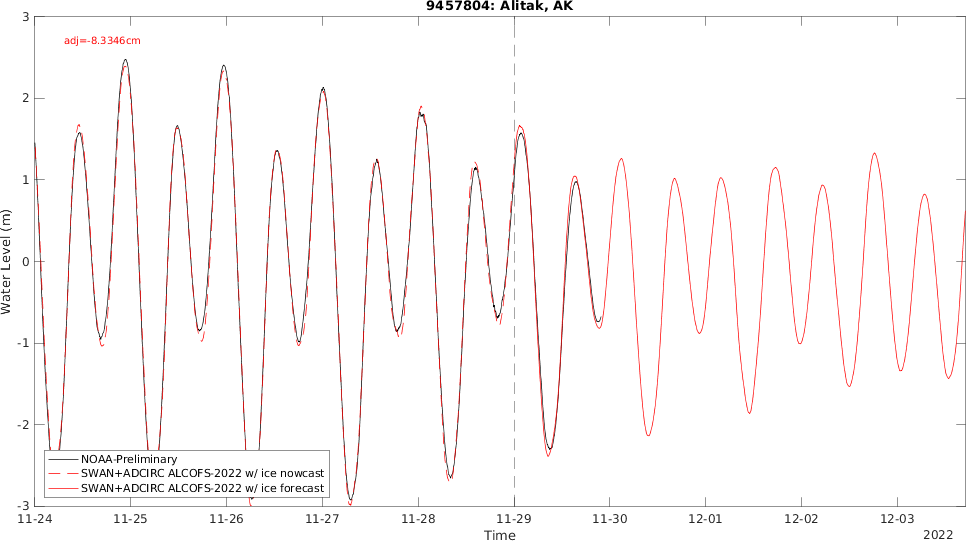 9457804: Alitak, AK
adj=-8.3346cm
3
2
1
0
-1
-2
-3
Water Level (m)
NOAA-Preliminary
SWAN+ADCIRC ALCOFS-2022 w/ ice nowcast
SWAN+ADCIRC ALCOFS-2022 w/ ice forecast
11-24 11-25 11-26 11-27 11-28 11-29 11-30 12-01 12-02 12-03
Time
2022